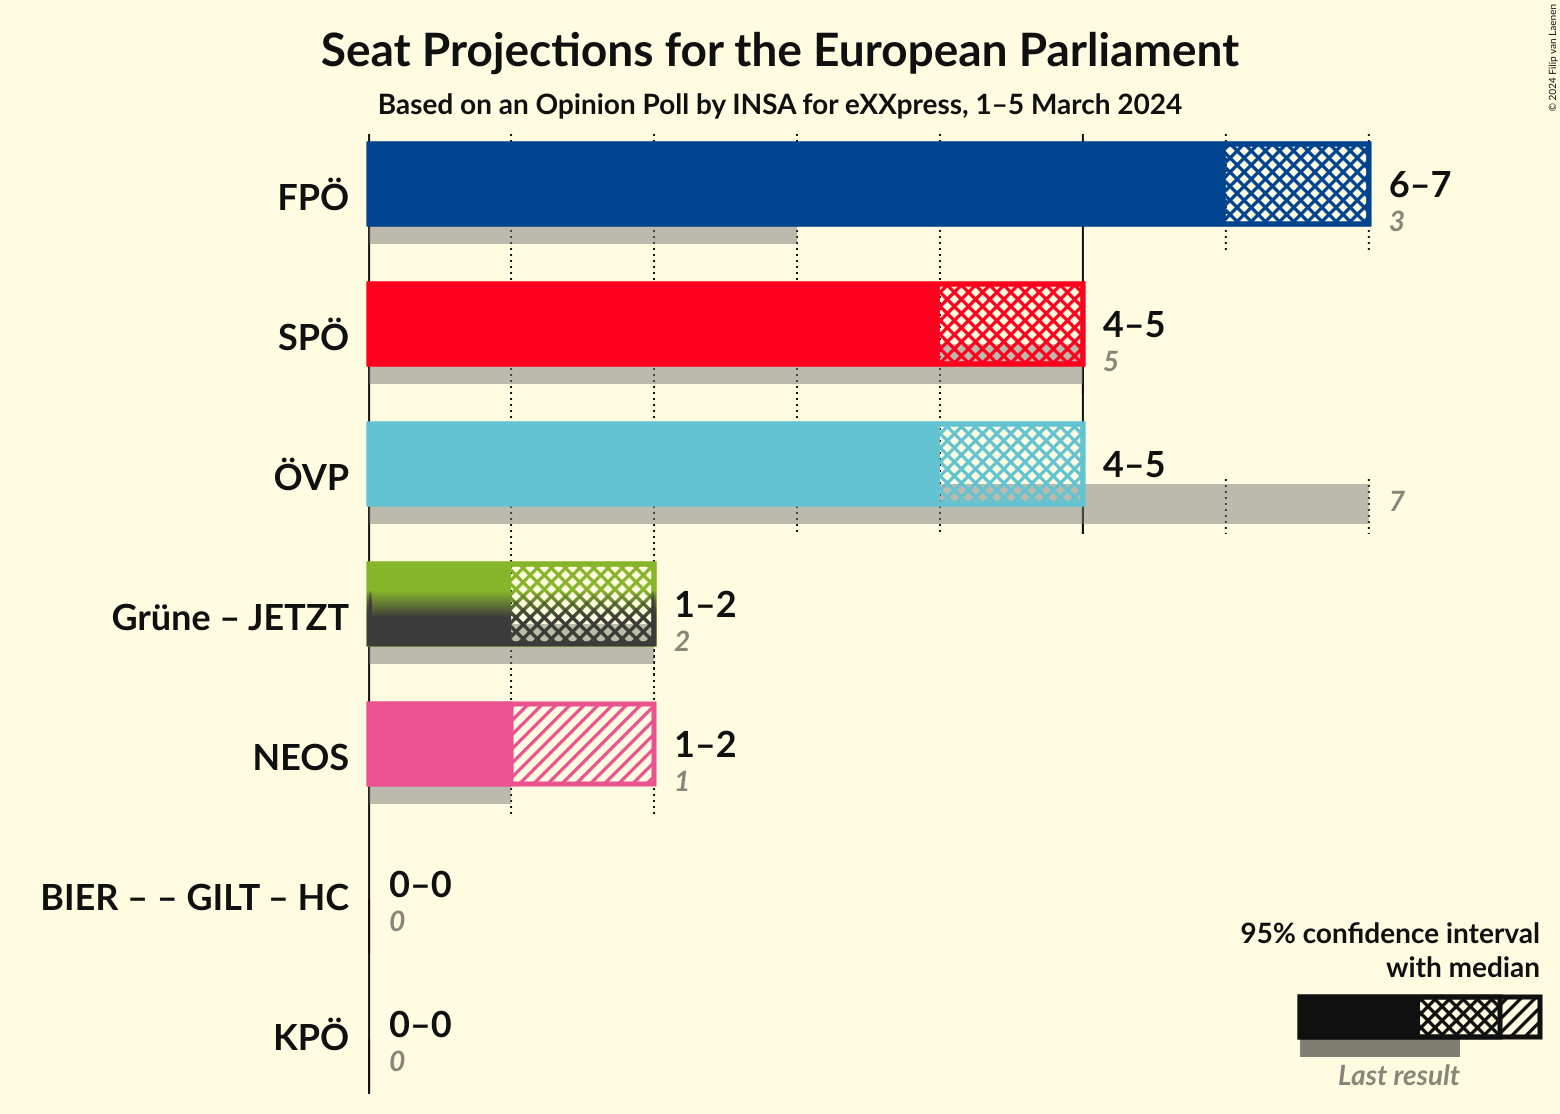 Seat Projections for the European Parliament
Based on an Opinion Poll by INSA for eXXpress, 1–5 March 2024
© 2024 Filip van Laenen
FPÖ
6–7
3
SPÖ
4–5
5
ÖVP
4–5
7
Grüne – JETZT
1–2
2
NEOS
1–2
1
BIER – – GILT – HC
0–0
0
KPÖ
0–0
0
95% confidence interval
with median
Last result